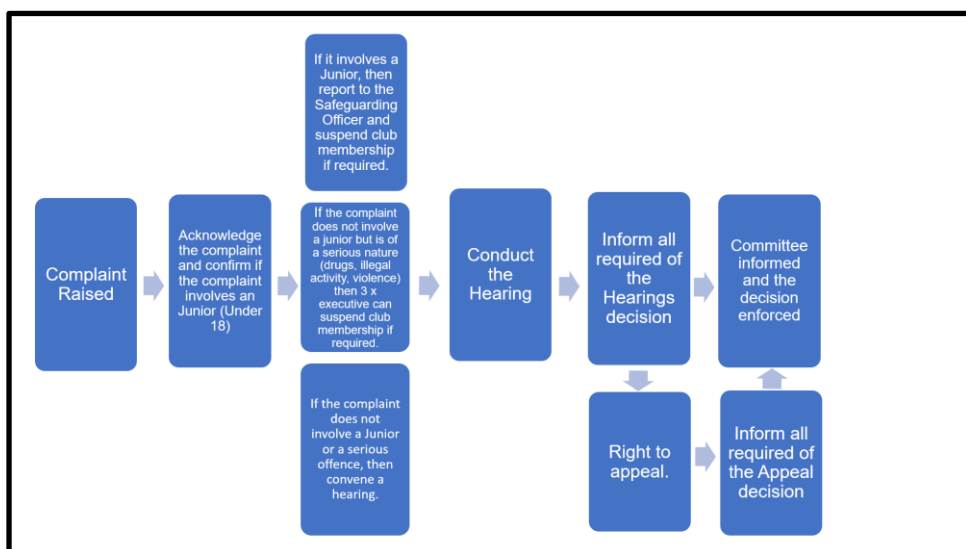 Complaint
Raised
Acknowledge
the complaint
and confirm if
the complaint
involves an
Junior (Under
18)
If it involves a
Junior, then
report to the
Safeguarding
Officer and
suspend club
membership
if required.
If the complaint
does not involve
a junior but is of
a serious nature
(drugs, illegal
activity, violence)
then 3 x
executive can
suspend club
membership if
required.
If the complaint
does not
involve a Junior
or a serious
offence, then
convene a
hearing.
Conduct
the
Hearing
Inform all
required of
the
Hearings
decision
Committee
informed
and the
decision
enforced
Right to
appeal.
Inform all
required of
the Appeal
decision